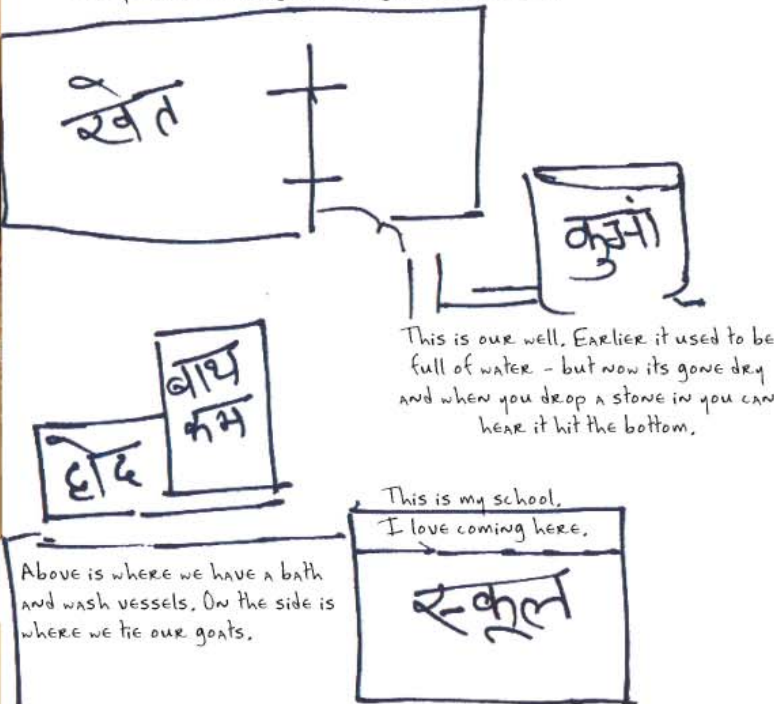 खेत
कुआं
This is our well. Earlier it used to be
full of water - but now its gone dry
and when you drop a stone in you can
hear it hit the bottom.
बाथ
रूम
होद
This is my school.
I love coming here.
Above is where we have a bath
and wash vessels. On the side is
where we tie our goats.
स्कूल